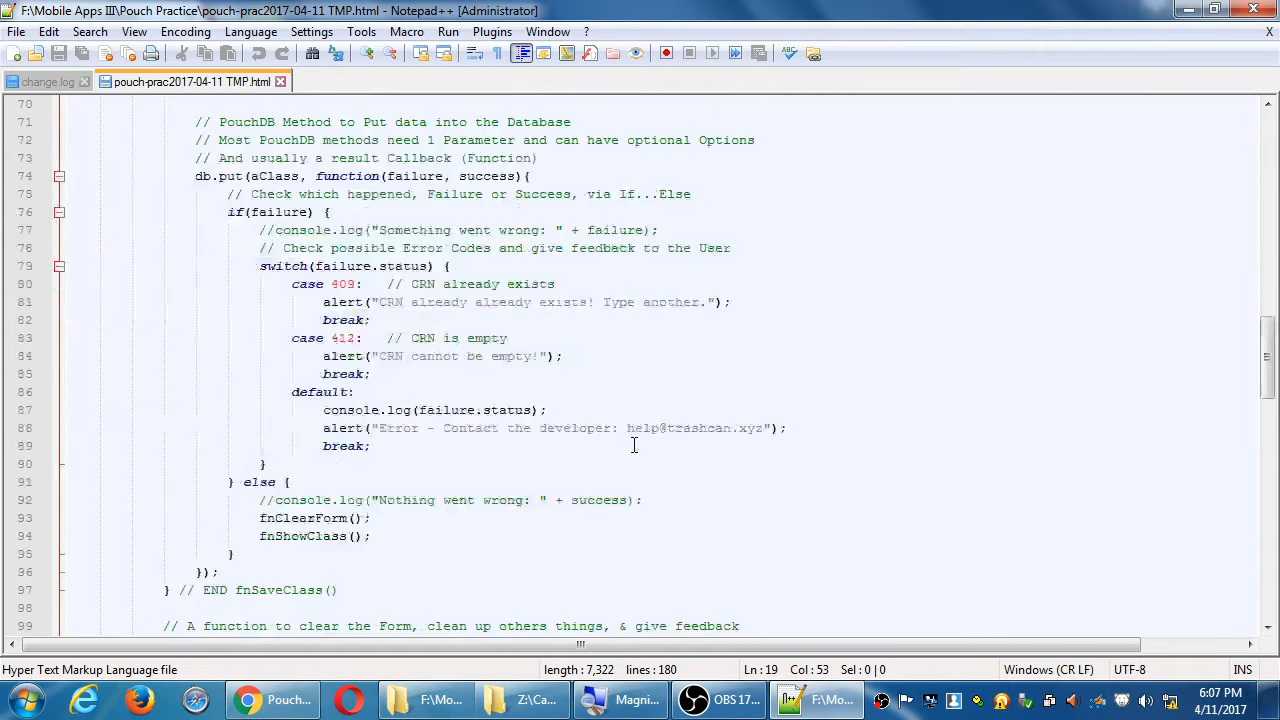 F:\Mobile Apps III\Pouch Practice\pouch-prac2017-04-11 TMP.html - Notepad++ [Administrator]
File Edit Search View Encoding Language Settings Tools Macro Run Plugins Window ? X
change.log pouch-prac2017-04-11 TMP.html
70
71 // PouchDB Method to Put data into the Database
72 // Most PouchDB methods need 1 Parameter and can have optional Options
73 // And usually a result Callback (Function)
74 db.put(aClass, function(failure, success){
75 // Check which happened, Failure or Success, via If...Else
76 if(failure) {
77 //console.log("Something went wrong: " + failure);
78 // Check possible Error Codes and give feedback to the User
79 switch(failure.status) {
80 case 409: // CRN already exists
81 alert("CRN already already exists! Type another.");
82 break;
83 case 412: // CRN is empty
84 alert("CRN cannot be empty!");
85 break;
86 default:
87 console.log(failure.status);
88 alert("Error - Contact the developer: help@trashcan.xyz");
89 break;
90 }
91 } else {
92 //console.log("Nothing went wrong: " + success);
93 fnClearForm();
94 fnShowClass();
95 }
96 });
97 } // END fnSaveClass()
98
99 // A function to clear the Form, clean up others things, & give feedback
Hyper Text Markup Language file length : 7,322 lines : 180 Ln : 19 Col : 53 Sel : 0 | 0 Windows (CR LF) UTF-8 INS
Pouch... F:\Mo... Z:\Ca... Magni... OBS 17... F:\Mo... 6:07 PM
4/11/2017